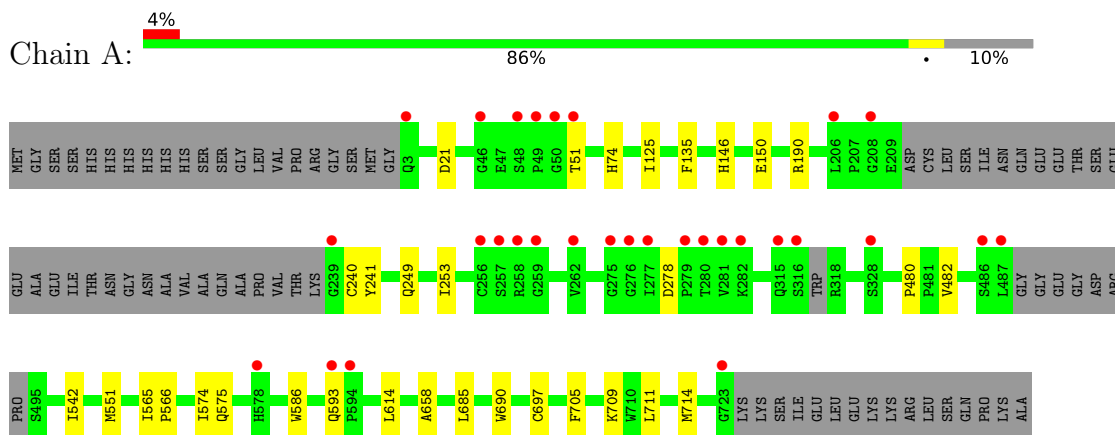 4%
Chain A:
86%
•
10%
MET GLY SER SER HIS HIS HIS HIS HIS HIS SER SER GLY LEU VAL PRO ARG GLY SER MET GLY Q3 D21 G46 E47 S48 P49 G50 T51 H74 I125 F135 H146 E150 R190 L206 P207 G208 E209 ASP CYS LEU SER ILE ASN GLN GLU GLU THR SER GLU
GLU ALA GLU ILE THR ASN GLY ASN ALA VAL ALA GLN ALA PRO VAL THR LYS G239 C240 Y241 Q249 I253 C256 S257 R258 G259 V262 G275 G276 I277 D278 P279 T280 V281 K282 Q315 S316 TRP R318 S328 P480 P481 V482 S486 L487 GLY GLY GLU GLY ASP ARG
PRO S495 I542 M551 I565 P566 I574 Q575 H578 W586 Q593 P594 L614 A658 L685 W690 C697 F705 K709 W710 L711 M714 G723 LYS LYS SER ILE GLU LEU GLU LYS LYS ARG LEU SER GLN PRO LYS ALA